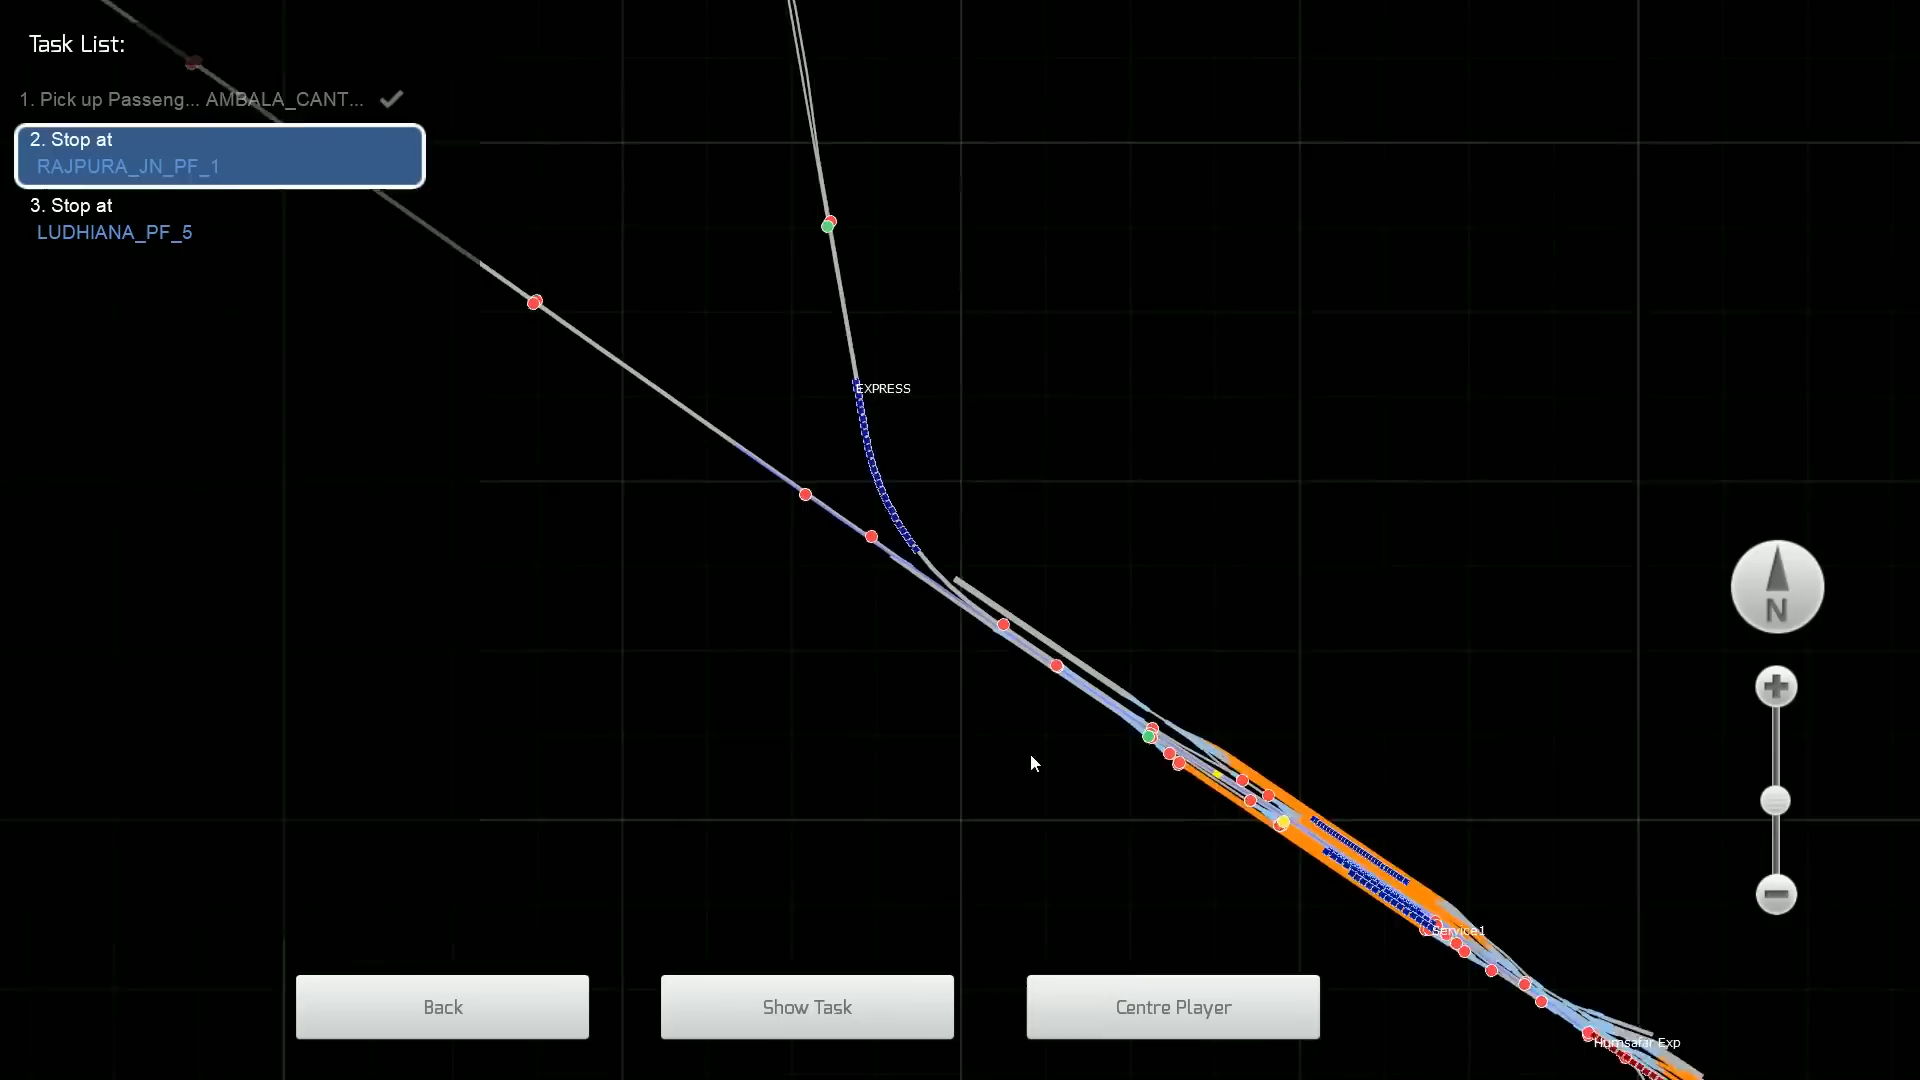 Task List:
1. Pick up Passeng... AMBALA_CANT...
2. Stop at
RAJPURA_JN_PF_1
3. Stop at
LUDHIANA_PF_5
EXPRESS
N
Service1
Humsafar Exp
Back
Show Task
Centre Player